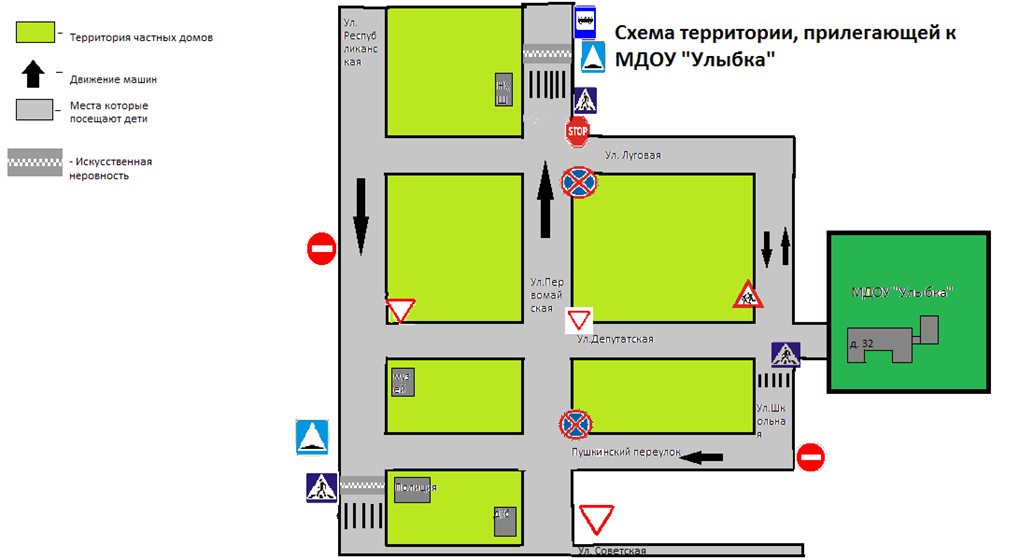 Территория частных домов
Движение машин
Места которые
посещают дети
- Искусственная
неровность
Схема территории, прилегающей к
МДОУ "Улыбка"
Ул.
Респуб
ликанс
кая
STOP
Ул. Луговая
Ул.Пер
вомай
ская
МДОУ "Улыбка"
д. 32
Ул.Депутатская
муз
ей
Ул.Шк
ольна
я
Пушкинский переулок
Полиция
д/б
Ул. Советская